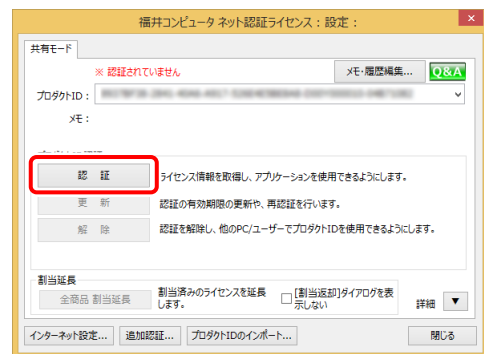 福井コンピュータ ネット認証ライセンス：設定：
共有モード
※ 認証されていません
メモ・履歴編集...
Q&A
プロダクトID：
メモ：
認 証
ライセンス情報を取得し、アプリケーションを使用できるようにします。
更 新
認証の有効期限の更新や、再認証を行います。
解 除
認証を解除し、他のPC/ユーザーでプロダクトIDを使用できるようにします。
割当延長
全商品 割当延長
割当済みのライセンスを延長
します。
[割当返却]ダイアログを表
示しない
詳細 ▼
インターネット設定...
追加認証...
プロダクトIDのインポート...
閉じる